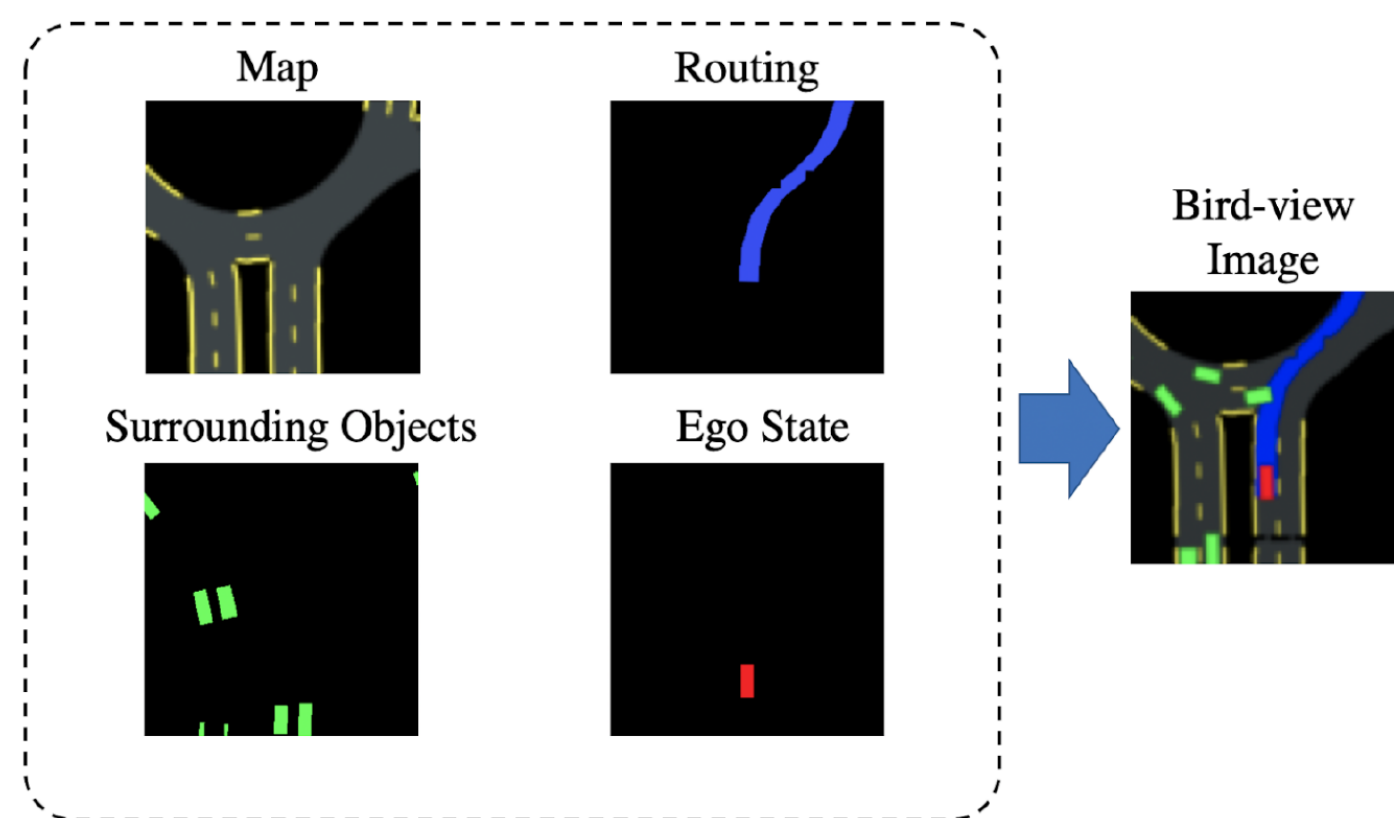 Map
Routing
Surrounding Objects
Ego State
Bird-view
Image